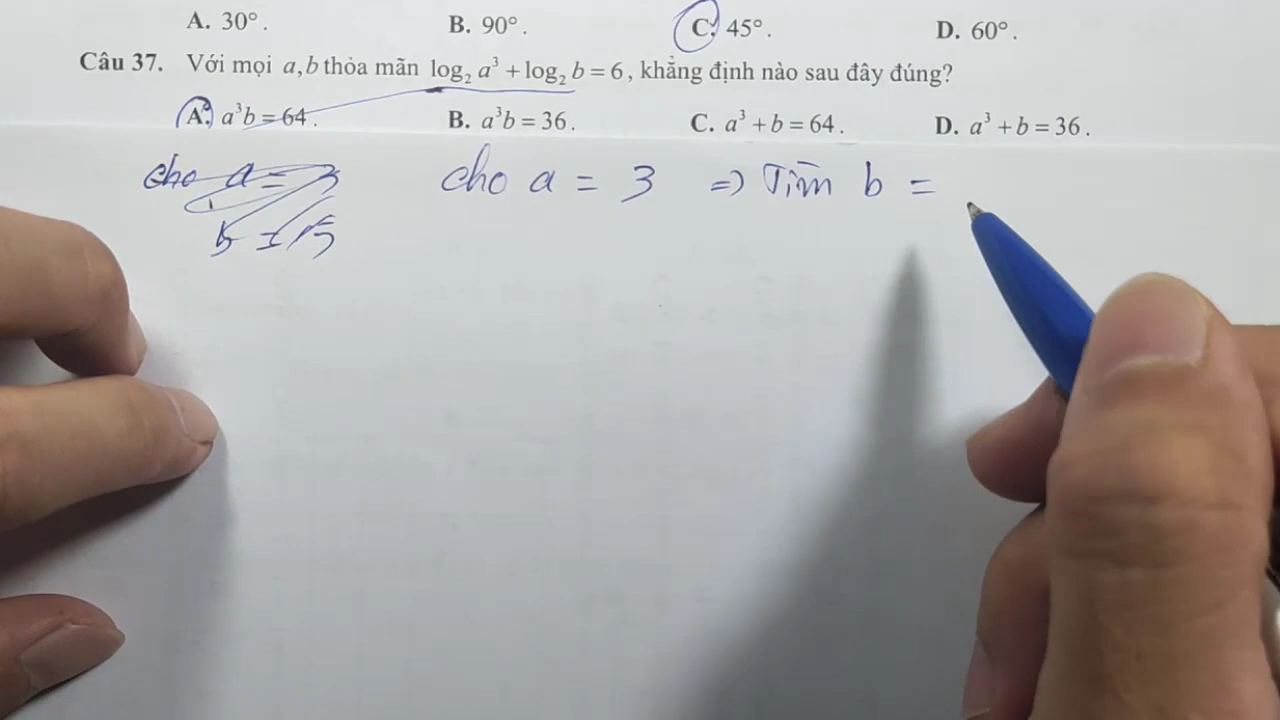 A. 30°. B. 90°. C. 45°. D. 60°.
Câu 37. Với mọi a, b thỏa mãn log₂ a³ + log₂ b = 6, khẳng định nào sau đây đúng?
A. a³b = 64. B. a³b = 36. C. a³ + b = 64. D. a³ + b = 36.
cho a = 3 cho a = 3 => Tìm b =